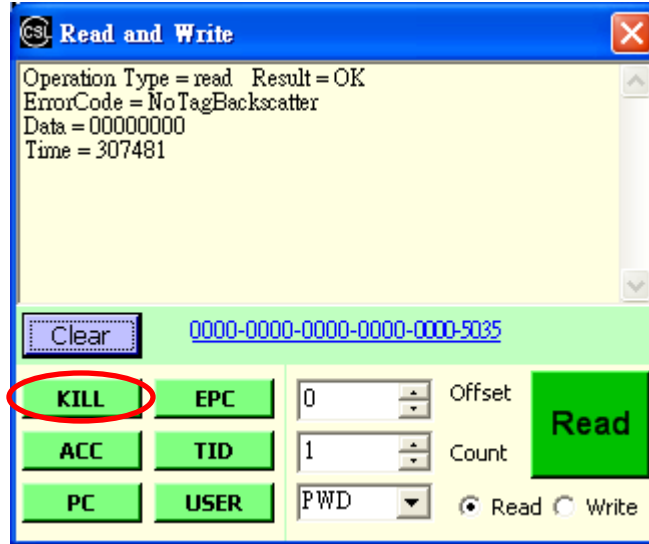 CSL Read and Write
Operation Type = read Result = OK
ErrorCode = NoTagBackscatter
Data = 00000000
Time = 307481
Clear 0000-0000-0000-0000-0000-5035
KILL EPC 0 Offset Read
ACC TID 1 Count
PC USER PWD Read Write